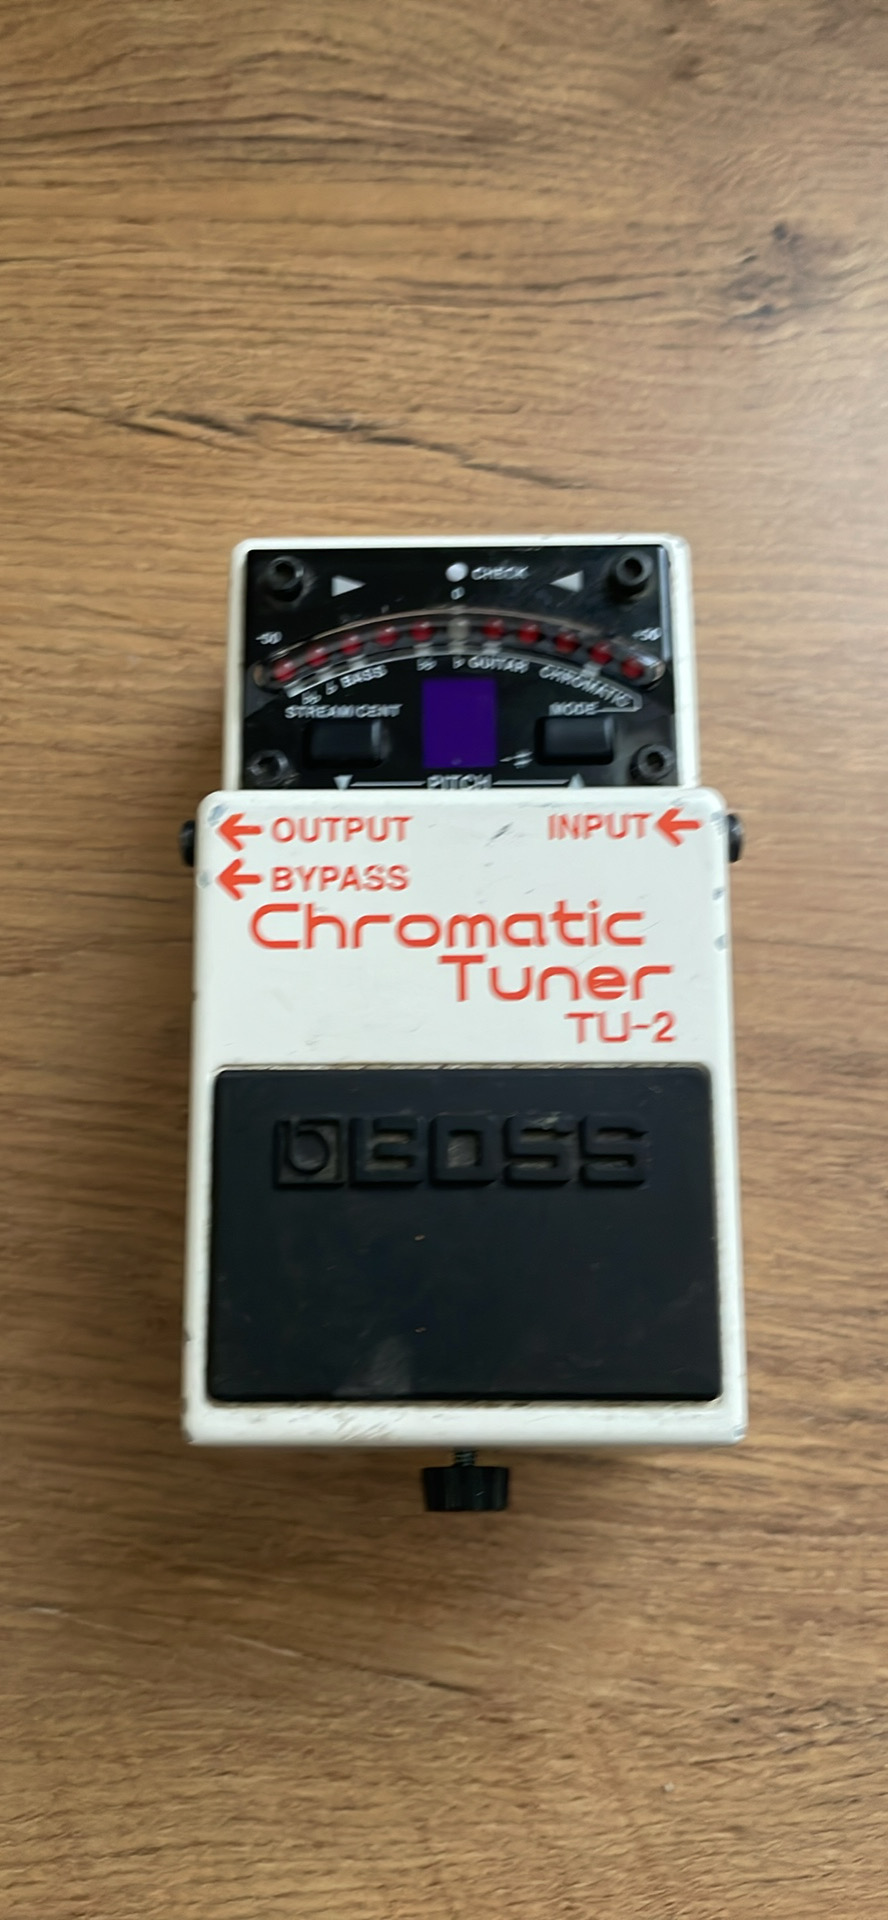 CHECK
0
-50 +50
♭♭ ♭ BASS ♭♭ ♭ GUITAR CHROMATIC
STREAM/CENT MODE
PITCH
OUTPUT INPUT
BYPASS
Chromatic
Tuner
TU-2
BOSS